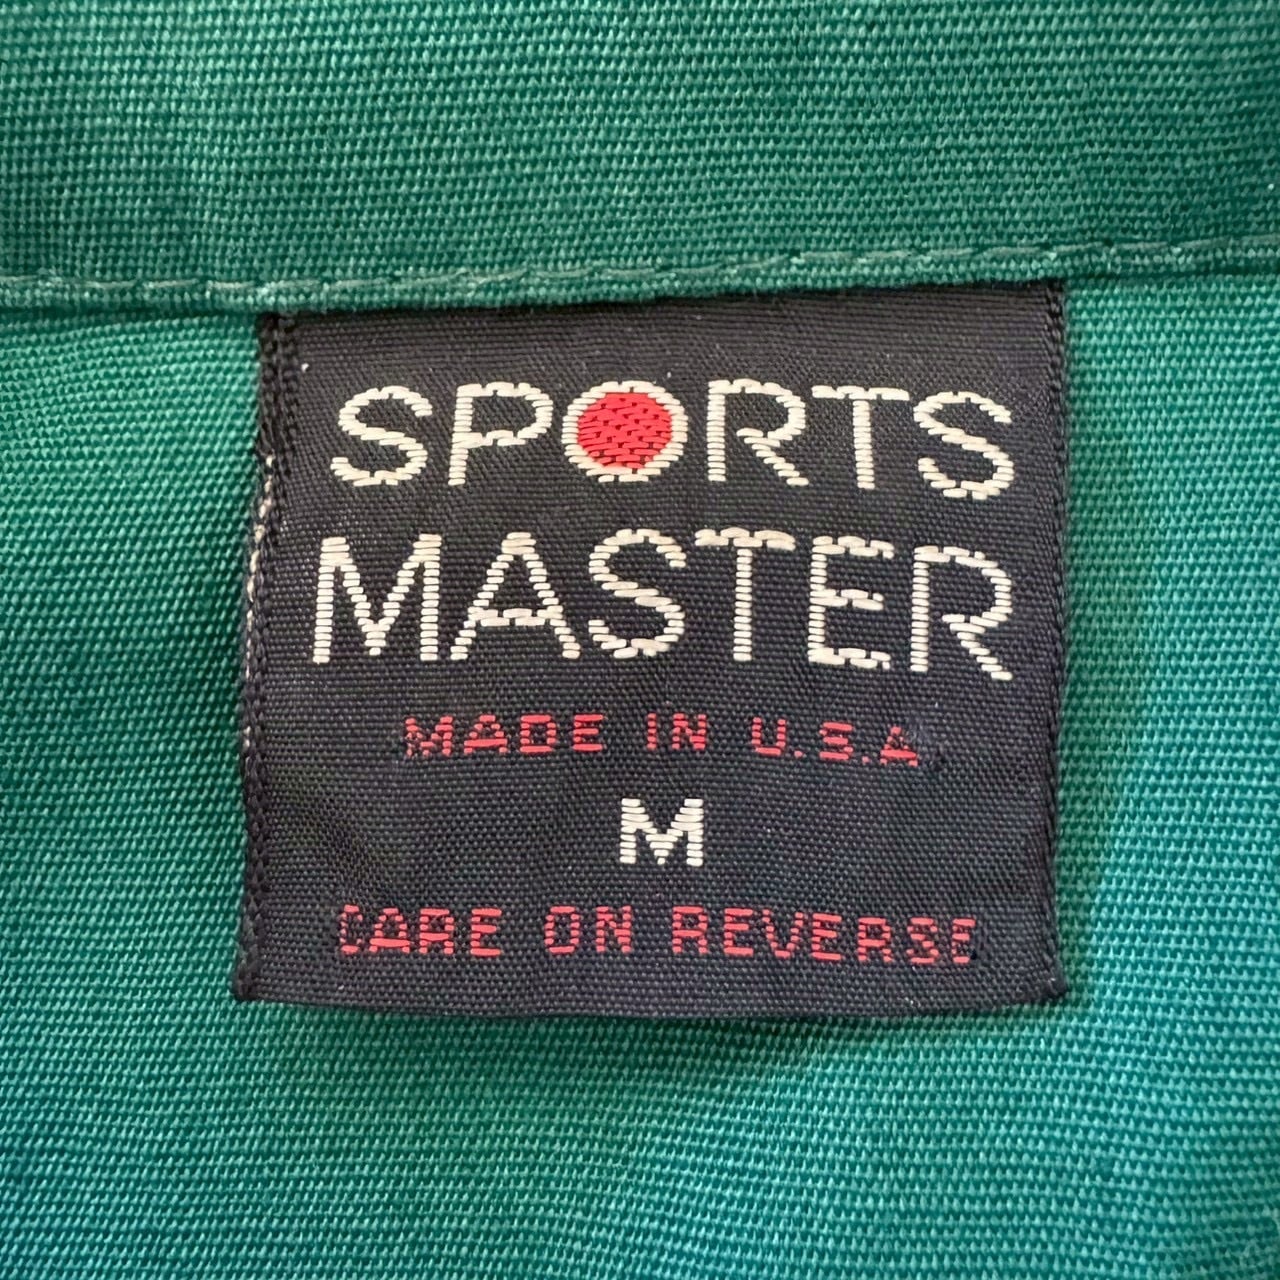 SPORTS
MASTER
MADE IN U.S.A
M
CARE ON REVERSE